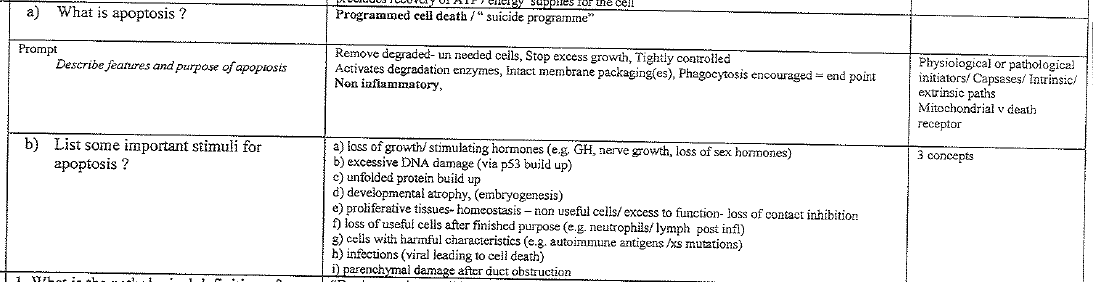 precludes recovery of ATP / energy supplies for the cell
a) What is apoptosis ?
Programmed cell death / “ suicide programme”
Prompt
Describe features and purpose of apoptosis
Remove degraded- un needed cells, Stop excess growth, Tightly controlled
Activates degradation enzymes, Intact membrane packaging(es), Phagocytosis encouraged = end point
Non inflammatory,
Physiological or pathological
initiators/ Capsases/ Intrinsic/
extrinsic paths
Mitochondrial v death
receptor
b) List some important stimuli for
apoptosis ?
a) loss of growth/ stimulating hormones (e.g. GH, nerve growth, loss of sex hormones)
b) excessive DNA damage (via p53 build up)
c) unfolded protein build up
d) developmental atrophy, (embryogenesis)
e) proliferative tissues- homeostasis – non useful cells/ excess to function- loss of contact inhibition
f) loss of useful cells after finished purpose (e.g. neutrophils/ lymph post infl)
g) cells with harmful characteristics (e.g. autoimmune antigens /xs mutations)
h) infections (viral leading to cell death)
i) parenchymal damage after duct obstruction
3 concepts
1. What is the